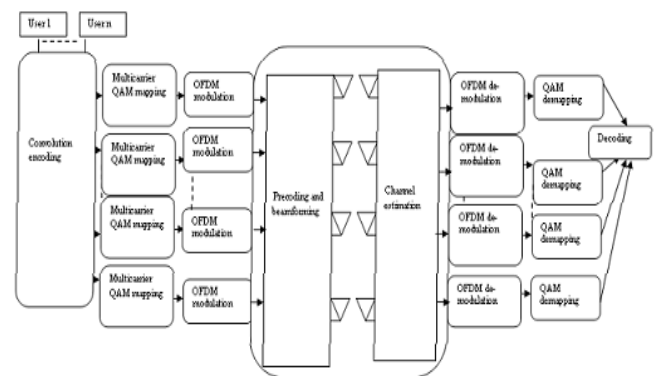 User 1
User n
Convolution
encoding
Multicarrier
QAM mapping
OFDM
modulation
Multicarrier
QAM mapping
OFDM
modulation
Multicarrier
QAM mapping
OFDM
modulation
Multicarrier
QAM mapping
OFDM
modulation
Precoding and
beamforming
Channel
estimation
OFDM de-
modulation
QAM
demapping
OFDM de-
modulation
QAM
demapping
OFDM de-
modulation
QAM
demapping
OFDM de-
modulation
QAM
demapping
Decoding